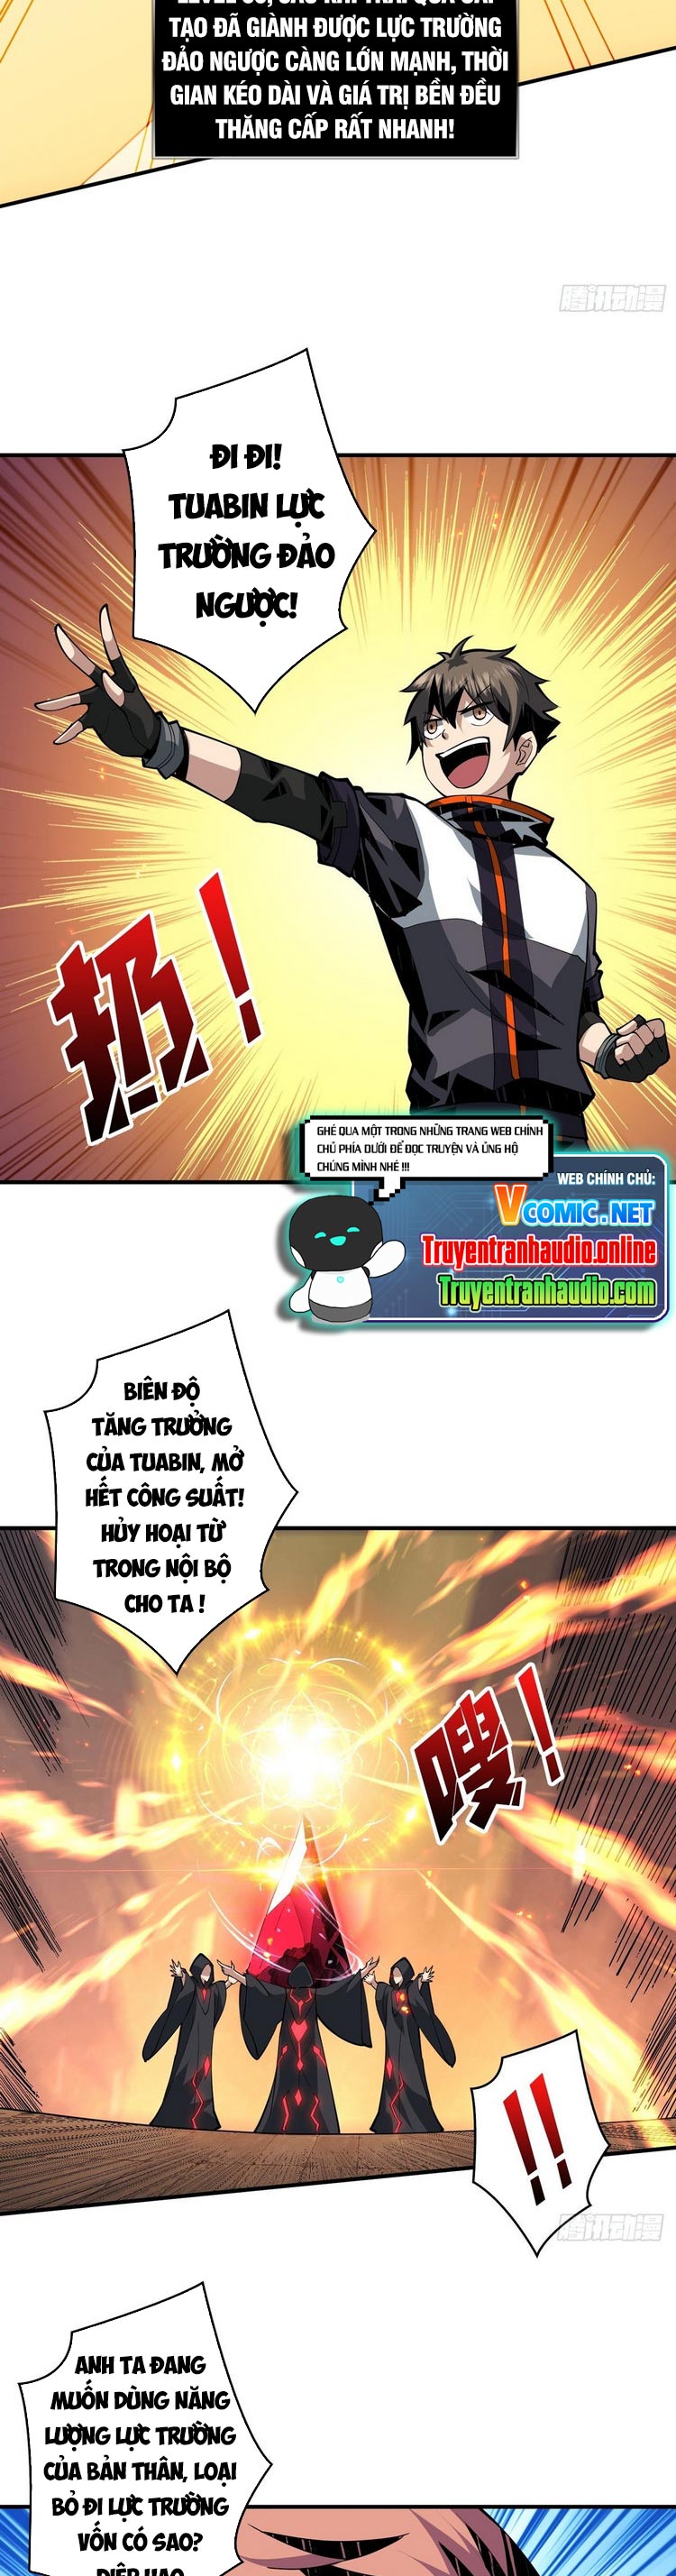 TẠO ĐÃ GIÀNH ĐƯỢC LỰC TRƯỜNG
ĐẢO NGƯỢC CÀNG LỚN MẠNH, THỜI
GIAN KÉO DÀI VÀ GIÁ TRỊ BỀN ĐỀU
THĂNG CẤP RẤT NHANH!
腾讯动漫
ĐI ĐI!
TUABIN LỰC
TRƯỜNG ĐẢO
NGƯỢC!
扔!
GHÉ QUA MỘT TRONG NHỮNG TRANG WEB CHÍNH
CHỦ PHÍA DƯỚI ĐỂ ĐỌC TRUYỆN VÀ ỦNG HỘ
CHÚNG MÌNH NHÉ !!!
WEB CHÍNH CHỦ:
VCOMIC.NET
Truyentranhaudio.online
Truyentranhaudio.com
BIÊN ĐỘ
TĂNG TRƯỞNG
CỦA TUABIN, MỞ
HẾT CÔNG SUẤT!
HỦY HOẠI TỪ
TRONG NỘI BỘ
CHO TA !
嗖!
!!
腾讯动漫
ANH TA ĐANG
MUỐN DÙNG NĂNG
LƯỢNG LỰC TRƯỜNG
CỦA BẢN THÂN, LOẠI
BỎ ĐI LỰC TRƯỜNG
VỐN CÓ SAO?